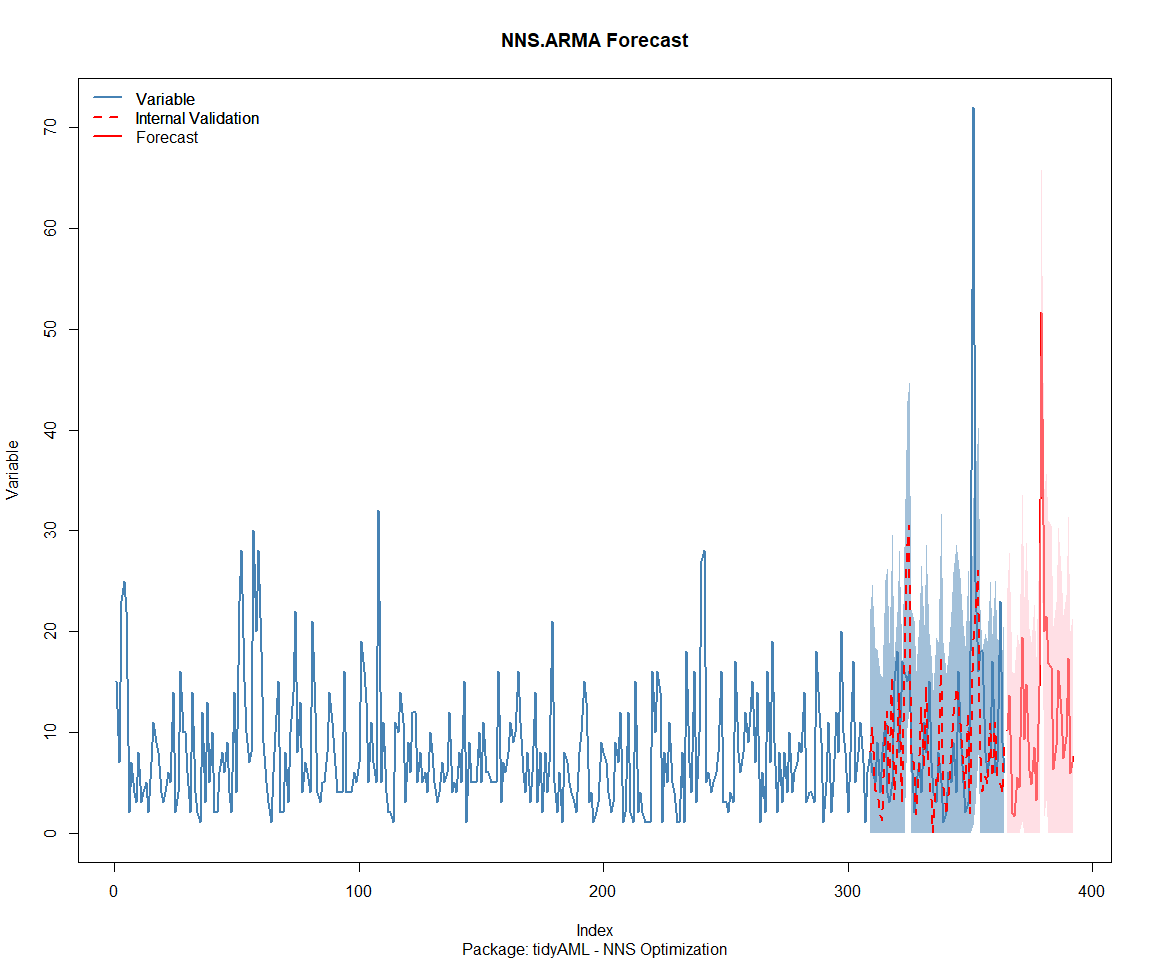 NNS.ARMA Forecast
Variable
Internal Validation
Forecast
70
60
50
40
30
20
10
0
Variable
0
100
200
300
400
Index
Package: tidyAML - NNS Optimization